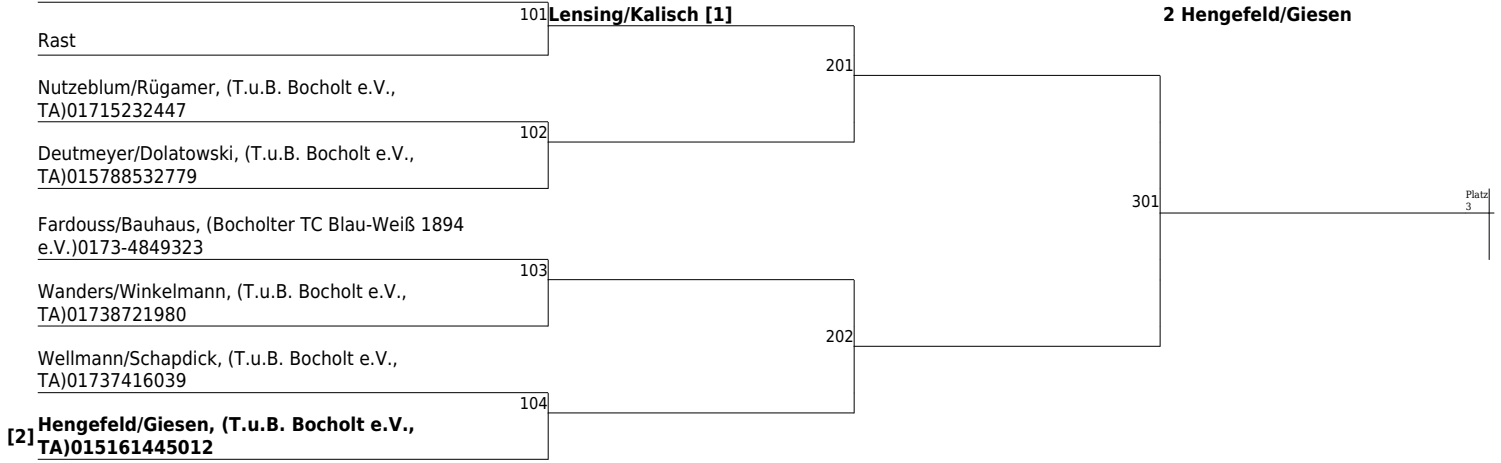 101 Lensing/Kalisch [1]
2 Hengefeld/Giesen
Rast
201
Nutzeblum/Rügamer, (T.u.B. Bocholt e.V.,
TA)01715232447
102
Deutmeyer/Dolatowski, (T.u.B. Bocholt e.V.,
TA)015788532779
301
Platz
3
Fardouss/Bauhaus, (Bocholter TC Blau-Weiß 1894
e.V.)0173-4849323
103
Wanders/Winkelmann, (T.u.B. Bocholt e.V.,
TA)01738721980
202
Wellmann/Schapdick, (T.u.B. Bocholt e.V.,
TA)01737416039
104
[2] Hengefeld/Giesen, (T.u.B. Bocholt e.V.,
TA)015161445012